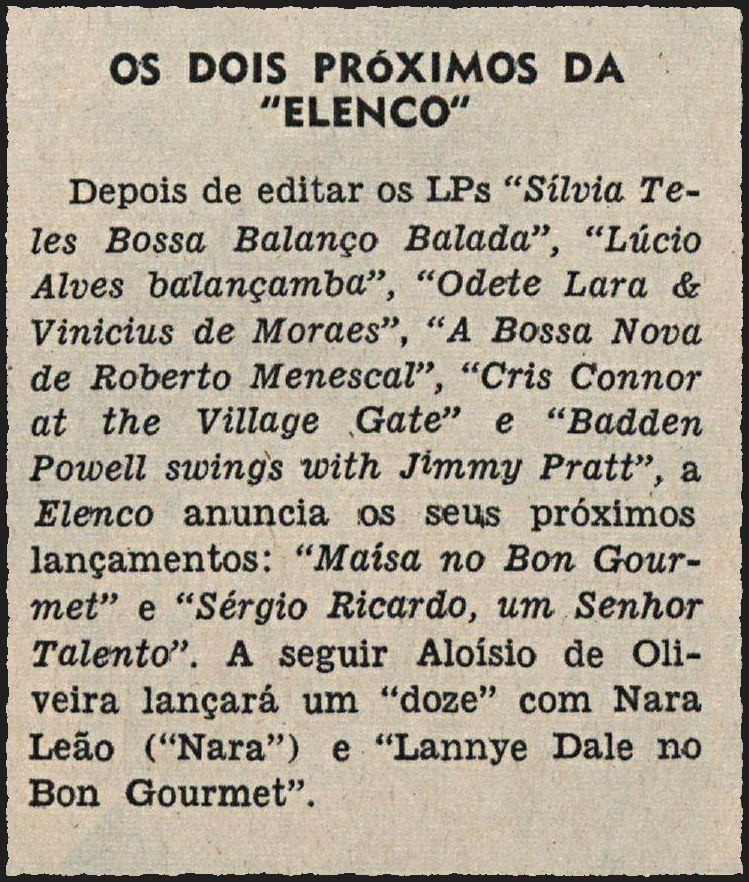 OS DOIS PRÓXIMOS DA
"ELENCO"
Depois de editar os LPs "Sílvia Te-
les Bossa Balanço Balada", "Lúcio
Alves balançamba", "Odete Lara &
Vinicius de Moraes", "A Bossa Nova
de Roberto Menescal", "Cris Connor
at the Village Gate" e "Badden
Powell swings with Jimmy Pratt", a
Elenco anuncia os seus próximos
lançamentos: "Maísa no Bon Gour-
met" e "Sérgio Ricardo, um Senhor
Talento". A seguir Aloísio de Oli-
veira lançará um "doze" com Nara
Leão ("Nara") e "Lannye Dale no
Bon Gourmet".